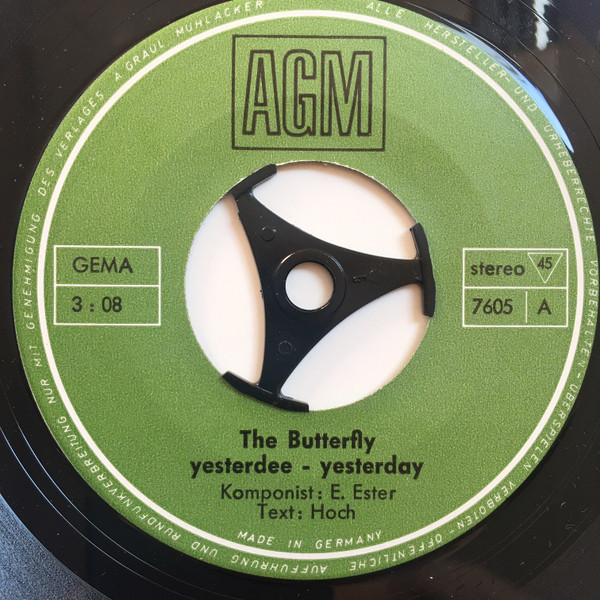 AGM
GEMA
3 : 08
stereo 45
7605 A
The Butterfly
yesterdee - yesterday
Komponist: E. Ester
Text: Hoch
MADE IN GERMANY
ALLE HERSTELLER- UND URHEBERRECHTE VORBEHALTEN - ÜBERSPIELEN VERBOTEN - ÖFFENTLICHE AUFFÜHRUNG UND RUNDFUNKVERBREITUNG NUR MIT GENEHMIGUNG DES VERLAGES A. GRAUL MÜHLACKER